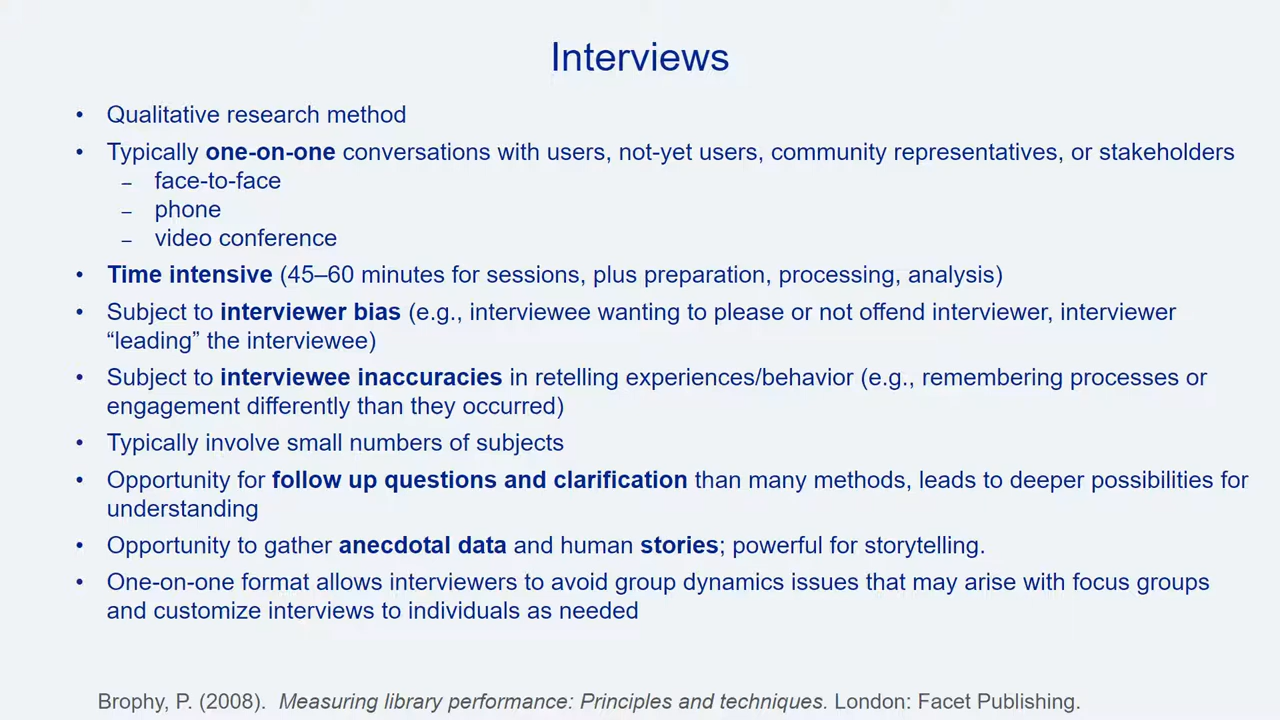 Interviews
• Qualitative research method
• Typically one-on-one conversations with users, not-yet users, community representatives, or stakeholders
– face-to-face
– phone
– video conference
• Time intensive (45–60 minutes for sessions, plus preparation, processing, analysis)
• Subject to interviewer bias (e.g., interviewee wanting to please or not offend interviewer, interviewer
“leading” the interviewee)
• Subject to interviewee inaccuracies in retelling experiences/behavior (e.g., remembering processes or
engagement differently than they occurred)
• Typically involve small numbers of subjects
• Opportunity for follow up questions and clarification than many methods, leads to deeper possibilities for
understanding
• Opportunity to gather anecdotal data and human stories; powerful for storytelling.
• One-on-one format allows interviewers to avoid group dynamics issues that may arise with focus groups
and customize interviews to individuals as needed
Brophy, P. (2008). Measuring library performance: Principles and techniques. London: Facet Publishing.